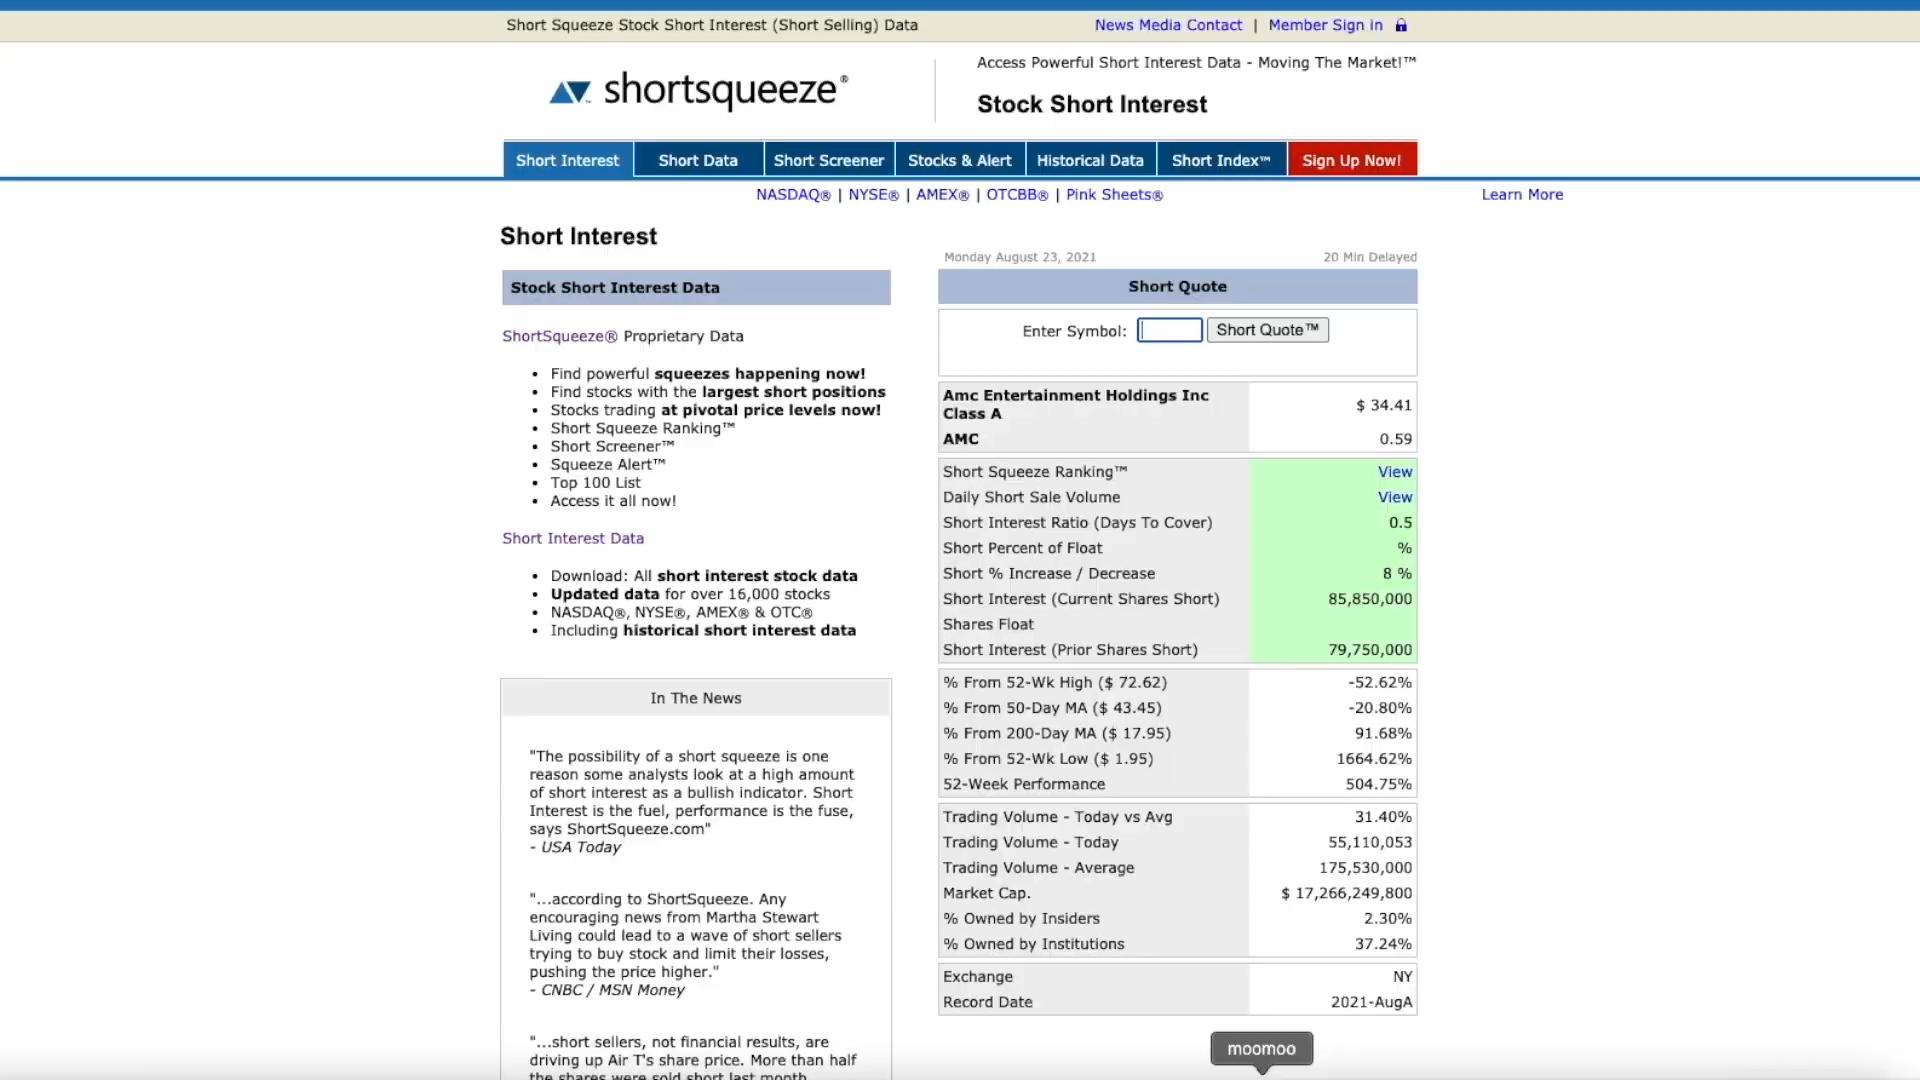 Short Squeeze Stock Short Interest (Short Selling) Data
News Media Contact | Member Sign in
shortsqueeze®
Access Powerful Short Interest Data - Moving The Market!™
Stock Short Interest
Short Interest
Short Data
Short Screener
Stocks & Alert
Historical Data
Short Index™
Sign Up Now!
NASDAQ® | NYSE® | AMEX® | OTCBB® | Pink Sheets®
Learn More
Short Interest
Stock Short Interest Data
ShortSqueeze® Proprietary Data
• Find powerful squeezes happening now!
• Find stocks with the largest short positions
• Stocks trading at pivotal price levels now!
• Short Squeeze Ranking™
• Short Screener™
• Squeeze Alert™
• Top 100 List
• Access it all now!
Short Interest Data
• Download: All short interest stock data
• Updated data for over 16,000 stocks
• NASDAQ®, NYSE®, AMEX® & OTC®
• Including historical short interest data
In The News
"The possibility of a short squeeze is one
reason some analysts look at a high amount
of short interest as a bullish indicator. Short
Interest is the fuel, performance is the fuse,
says ShortSqueeze.com"
- USA Today
"...according to ShortSqueeze. Any
encouraging news from Martha Stewart
Living could lead to a wave of short sellers
trying to buy stock and limit their losses,
pushing the price higher."
- CNBC / MSN Money
"...short sellers, not financial results, are
driving up Air T's share price. More than half
the shares were sold short last month
Monday August 23, 2021
20 Min Delayed
Short Quote
Enter Symbol:
Short Quote™
Amc Entertainment Holdings Inc
Class A
$ 34.41
AMC 0.59
Short Squeeze Ranking™ View
Daily Short Sale Volume View
Short Interest Ratio (Days To Cover) 0.5
Short Percent of Float %
Short % Increase / Decrease 8 %
Short Interest (Current Shares Short) 85,850,000
Shares Float
Short Interest (Prior Shares Short) 79,750,000
% From 52-Wk High ($ 72.62) -52.62%
% From 50-Day MA ($ 43.45) -20.80%
% From 200-Day MA ($ 17.95) 91.68%
% From 52-Wk Low ($ 1.95) 1664.62%
52-Week Performance 504.75%
Trading Volume - Today vs Avg 31.40%
Trading Volume - Today 55,110,053
Trading Volume - Average 175,530,000
Market Cap. $ 17,266,249,800
% Owned by Insiders 2.30%
% Owned by Institutions 37.24%
Exchange NY
Record Date 2021-AugA
moomoo